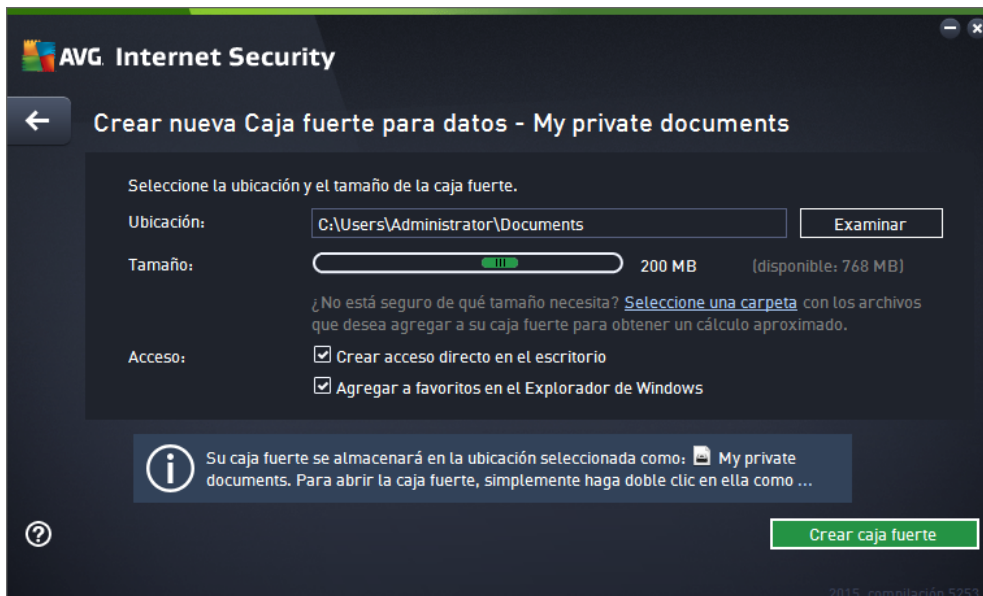 AVG. Internet Security
Crear nueva Caja fuerte para datos - My private documents
Seleccione la ubicación y el tamaño de la caja fuerte.
Ubicación: C:\Users\Administrator\Documents Examinar
Tamaño: 200 MB (disponible: 768 MB)
¿No está seguro de qué tamaño necesita? Seleccione una carpeta con los archivos
que desea agregar a su caja fuerte para obtener un cálculo aproximado.
Acceso: Crear acceso directo en el escritorio
Agregar a favoritos en el Explorador de Windows
Su caja fuerte se almacenará en la ubicación seleccionada como: My private
documents. Para abrir la caja fuerte, simplemente haga doble clic en ella como ...
Crear caja fuerte
2015, compilación 5253